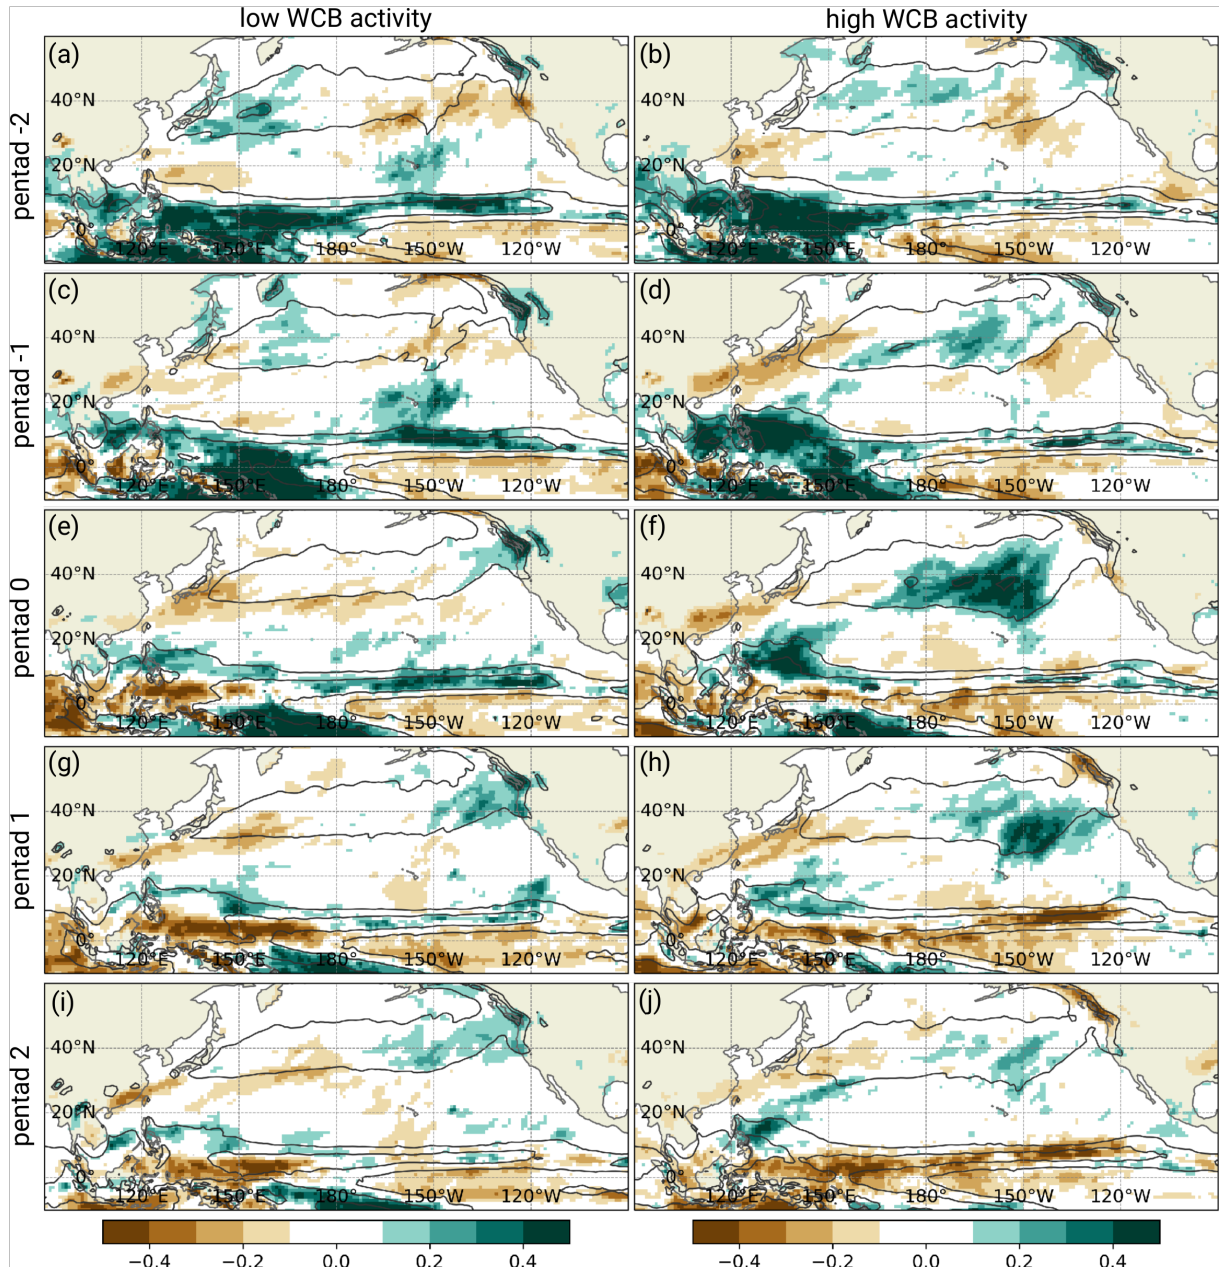 low WCB activity high WCB activity
pentad -2
(a) (b)
40°N 40°N
20°N 20°N
0° 0°
120°E 150°E 180° 150°W 120°W 120°E 150°E 180° 150°W 120°W
pentad -1
(c) (d)
40°N 40°N
20°N 20°N
0° 0°
120°E 150°E 180° 150°W 120°W 120°E 150°E 180° 150°W 120°W
pentad 0
(e) (f)
40°N 40°N
20°N 20°N
0° 0°
120°E 150°E 180° 150°W 120°W 120°E 150°E 180° 150°W 120°W
pentad 1
(g) (h)
40°N 40°N
20°N 20°N
0° 0°
120°E 150°E 180° 150°W 120°W 120°E 150°E 180° 150°W 120°W
pentad 2
(i) (j)
40°N 40°N
20°N 20°N
0° 0°
120°E 150°E 180° 150°W 120°W 120°E 150°E 180° 150°W 120°W
−0.4 −0.2 0.0 0.2 0.4 −0.4 −0.2 0.0 0.2 0.4